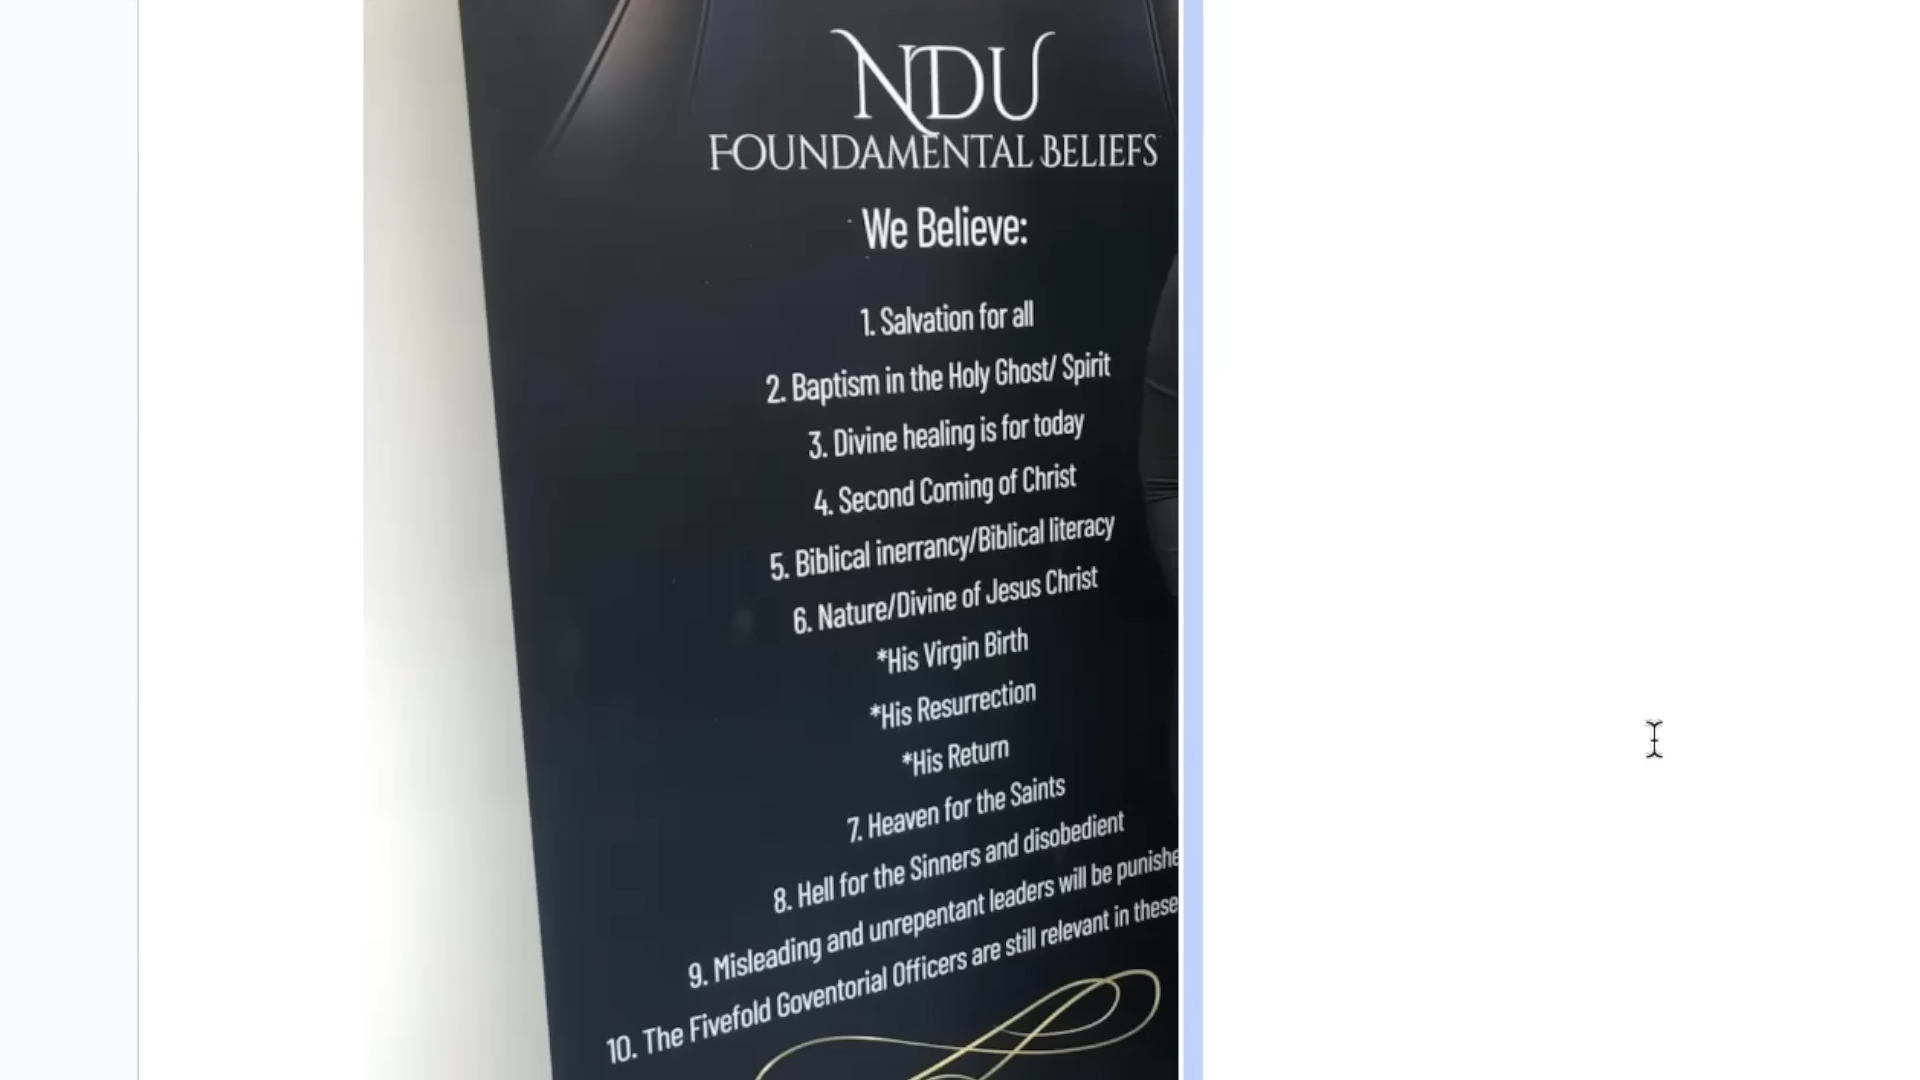 NDU
FOUNDAMENTAL BELIEFS
We Believe:
1. Salvation for all
2. Baptism in the Holy Ghost/ Spirit
3. Divine healing is for today
4. Second Coming of Christ
5. Biblical inerrancy/Biblical literacy
6. Nature/Divine of Jesus Christ
*His Virgin Birth
*His Resurrection
*His Return
7. Heaven for the Saints
8. Hell for the Sinners and disobedient
9. Misleading and unrepentant leaders will be punishe
10. The Fivefold Goventorial Officers are still relevant in these